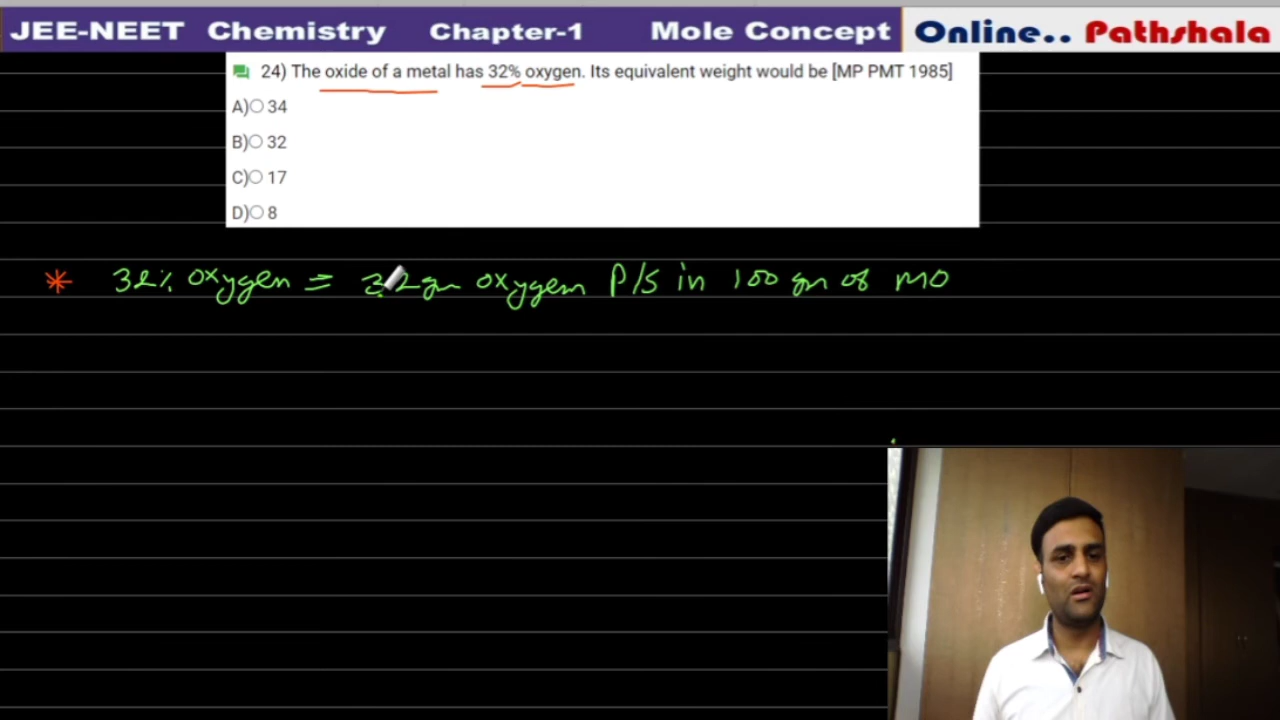 JEE-NEET Chemistry Chapter-1 Mole Concept Online.. Pathshala
24) The oxide of a metal has 32% oxygen. Its equivalent weight would be [MP PMT 1985]
A) 34
B) 32
C) 17
D) 8
* 32% oxygen = 32 gm oxygem P/S in 100 gm of MO